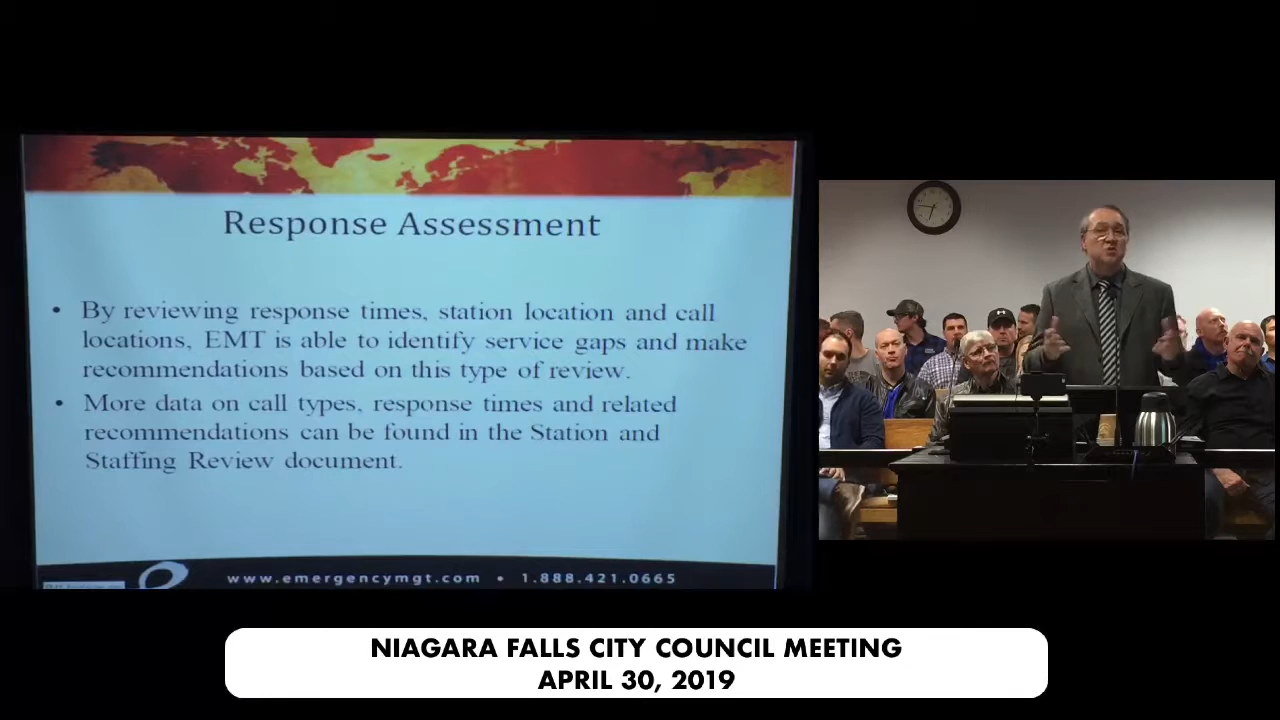 Response Assessment
• By reviewing response times, station location and call
locations, EMT is able to identify service gaps and make
recommendations based on this type of review.
• More data on call types, response times and related
recommendations can be found in the Station and
Staffing Review document.
www.emergencymgt.com • 1.888.421.0665
NIAGARA FALLS CITY COUNCIL MEETING
APRIL 30, 2019